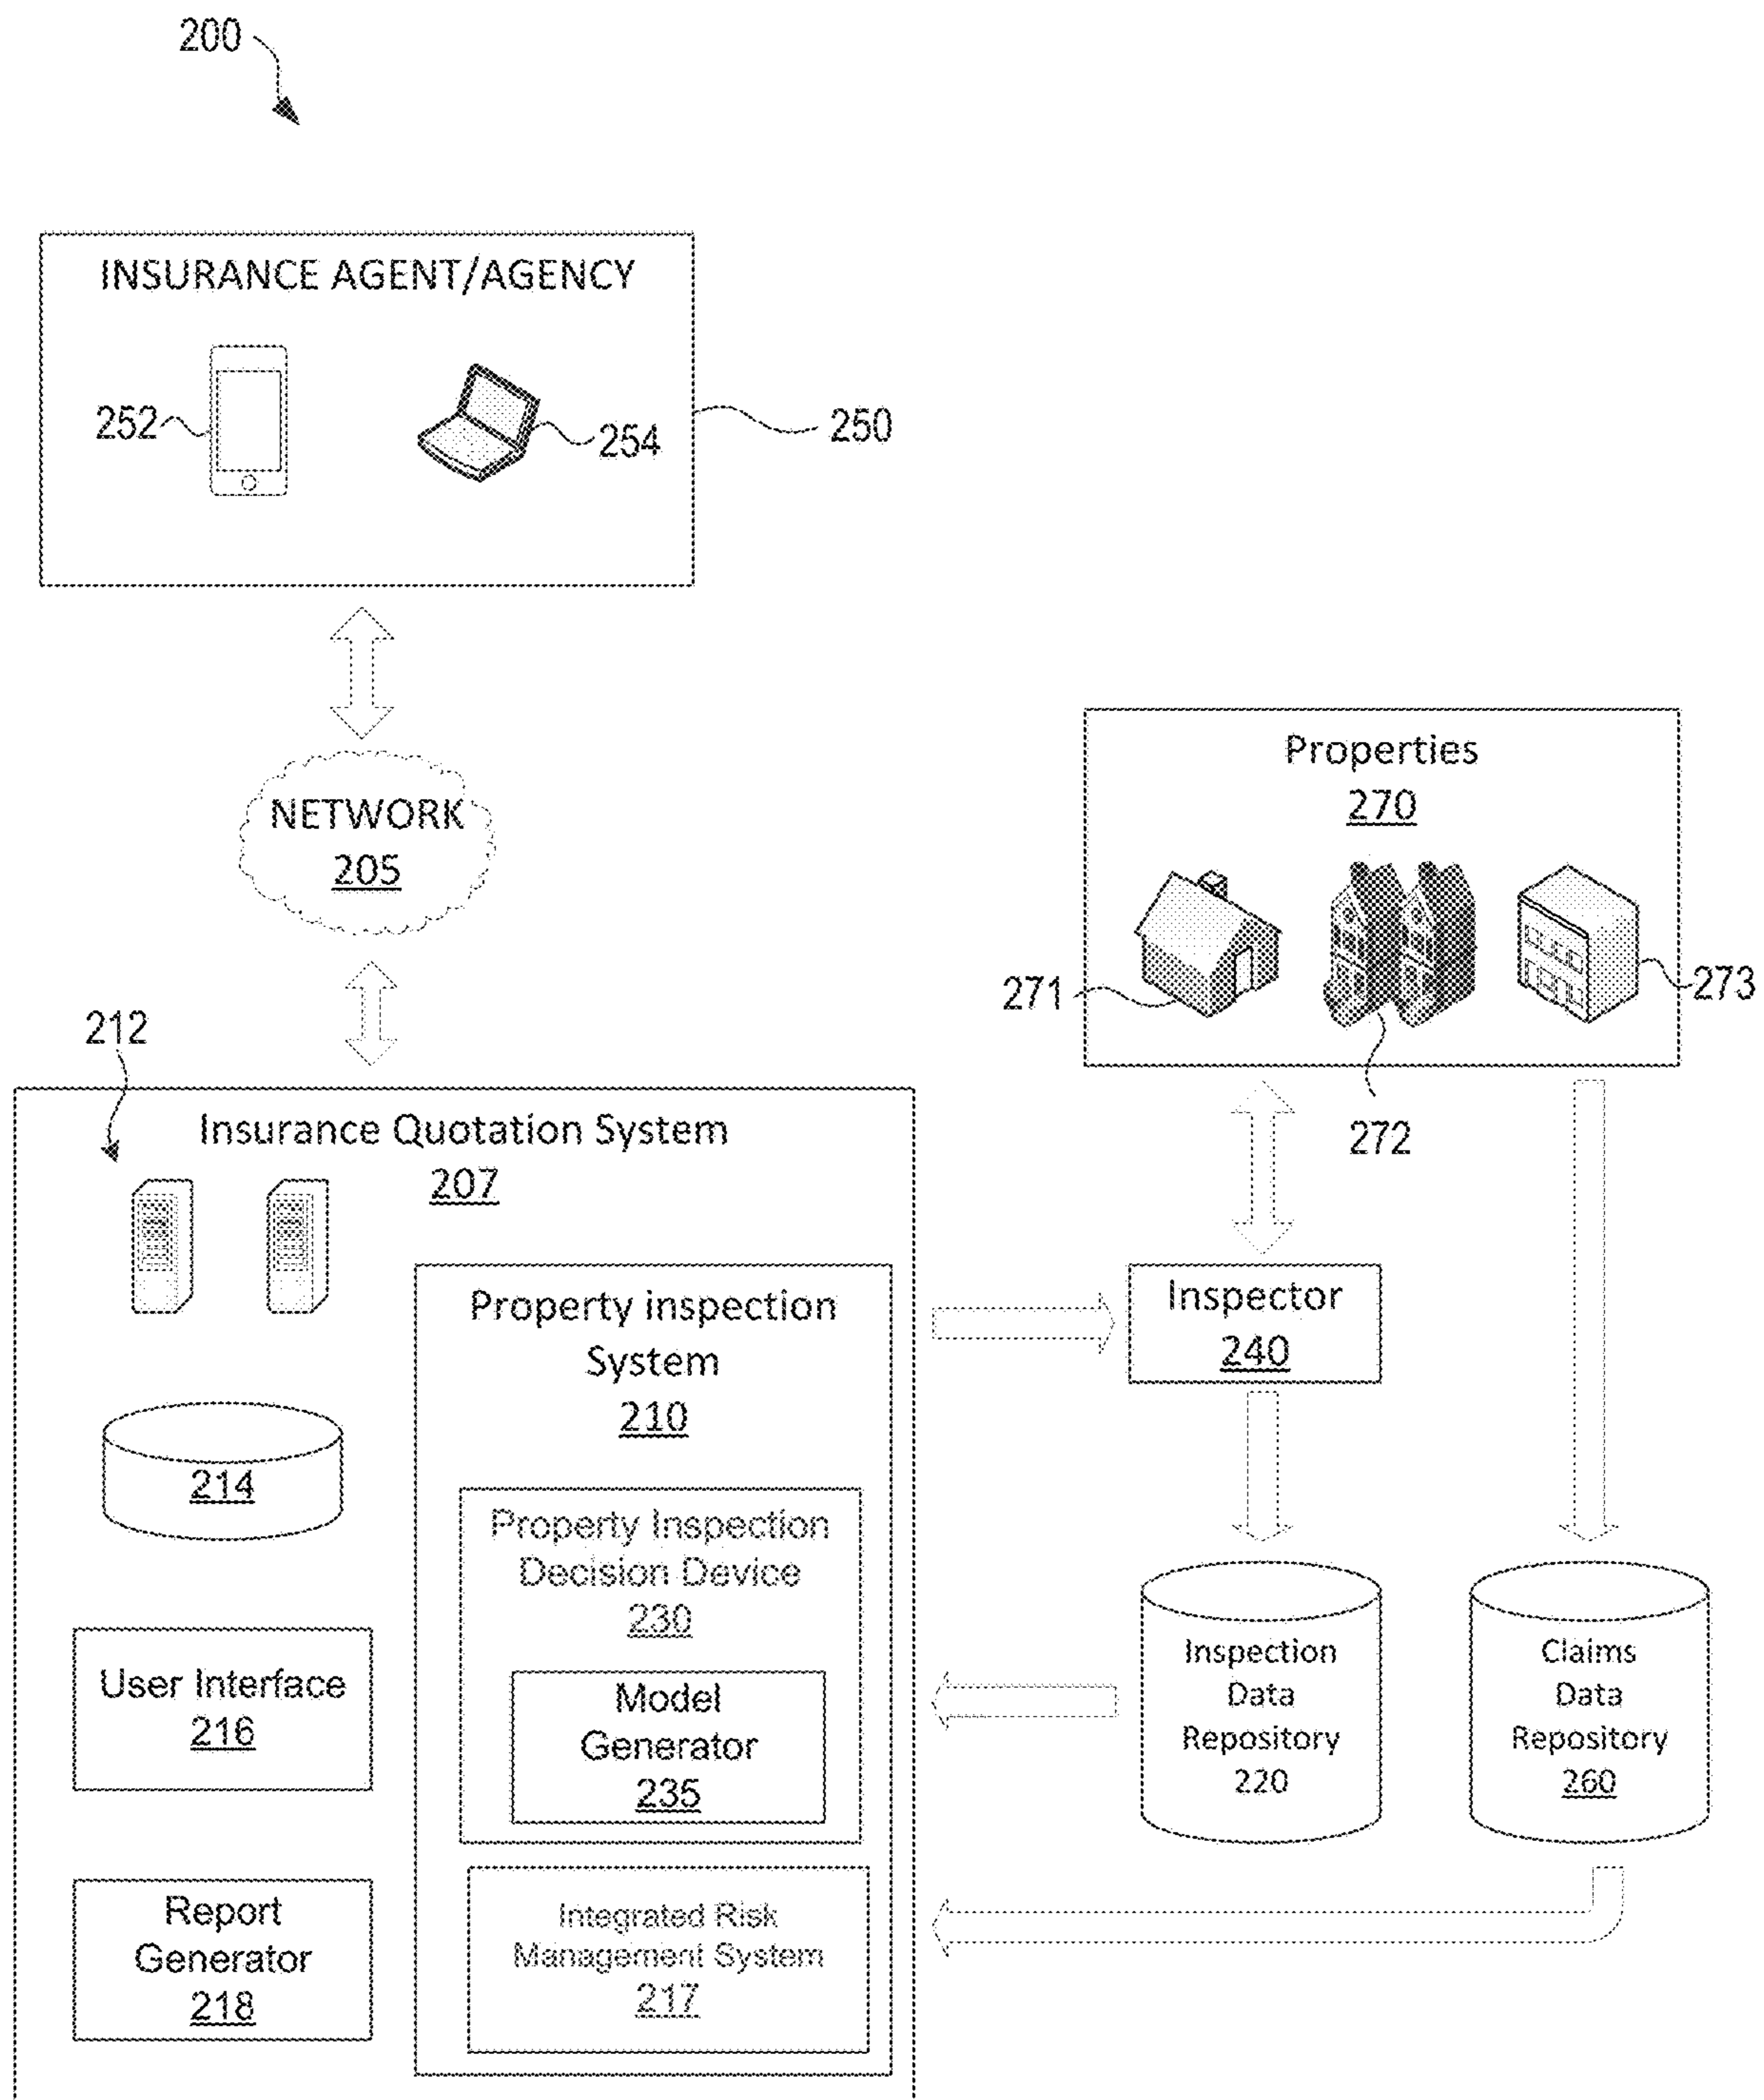 200
INSURANCE AGENT/AGENCY
252
254
250
NETWORK
205
Properties
270
271
272
273
212
Insurance Quotation System
207
214
User Interface
216
Report
Generator
218
Property inspection
System
210
Property Inspection
Decision Device
230
Model
Generator
235
Integrated Risk
Management System
217
Inspector
240
Inspection
Data
Repository
220
Claims
Data
Repository
260